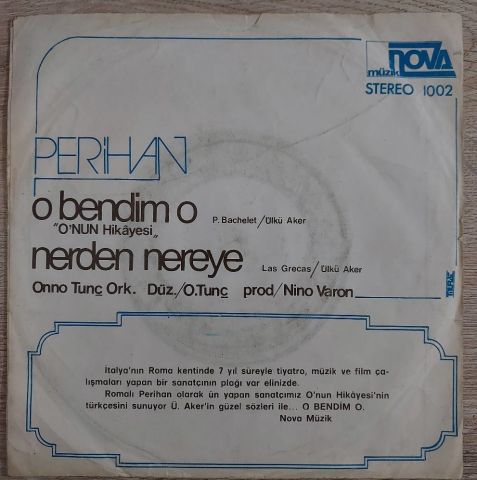 müzik NOVA
STEREO 1002
PERİHAN
o bendim o P. Bachelet/Ülkü Aker
"O'NUN Hikâyesi"
nerden nereye Las Grecas/Ülkü Aker
Onno Tunç Ork. Düz./O.Tunç prod/Nino Varon
İtalya'nın Roma kentinde 7 yıl süreyle tiyatro, müzik ve film ça-
lışmaları yapan bir sanatçının plağı var elinizde.
Romalı Perihan olarak ün yapan sanatçımız O'nun Hikâyesi'nin
türkçesini sunuyor Ü. Aker'in güzel sözleri ile... O BENDİM O.
Nova Müzik